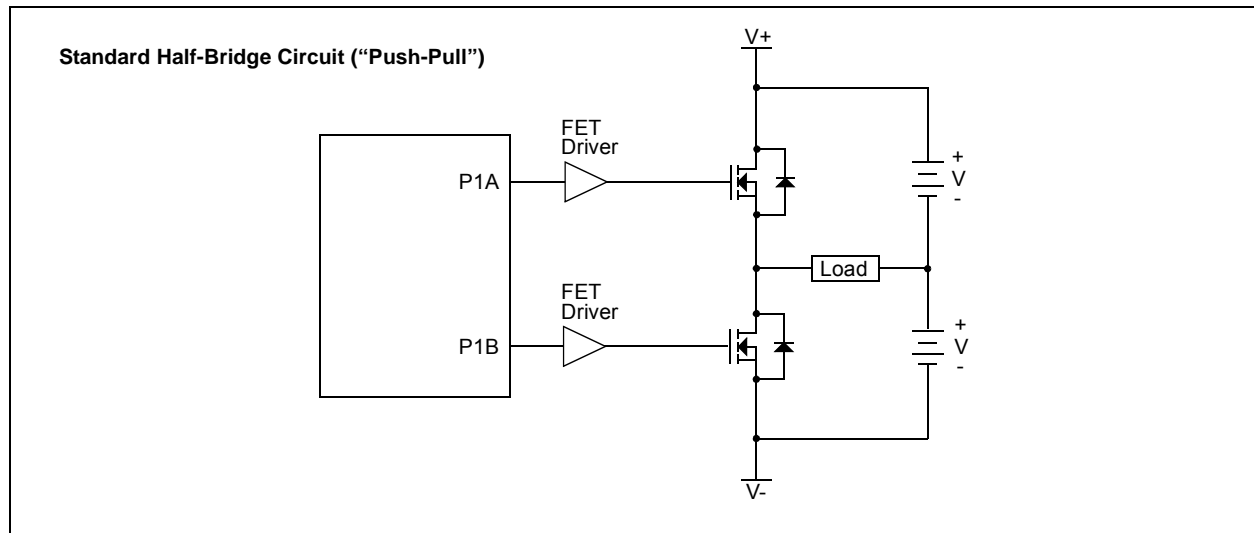 Standard Half-Bridge Circuit (“Push-Pull”)
V+
FET
Driver
P1A
+
V
-
Load
FET
Driver
P1B
+
V
-
V-